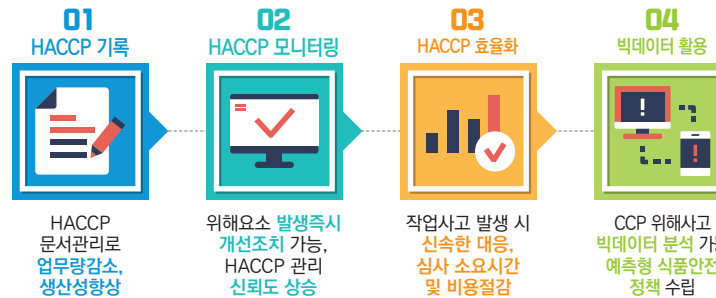 01
HACCP 기록
HACCP
문서관리로
업무량감소,
생산성향상
02
HACCP 모니터링
위해요소 발생즉시
개선조치 가능,
HACCP 관리
신뢰도 상승
03
HACCP 효율화
작업사고 발생 시
신속한 대응,
심사 소요시간
및 비용절감
04
빅데이터 활용
CCP 위해사고
빅데이터 분석
예측형 식품안전
정책 수립